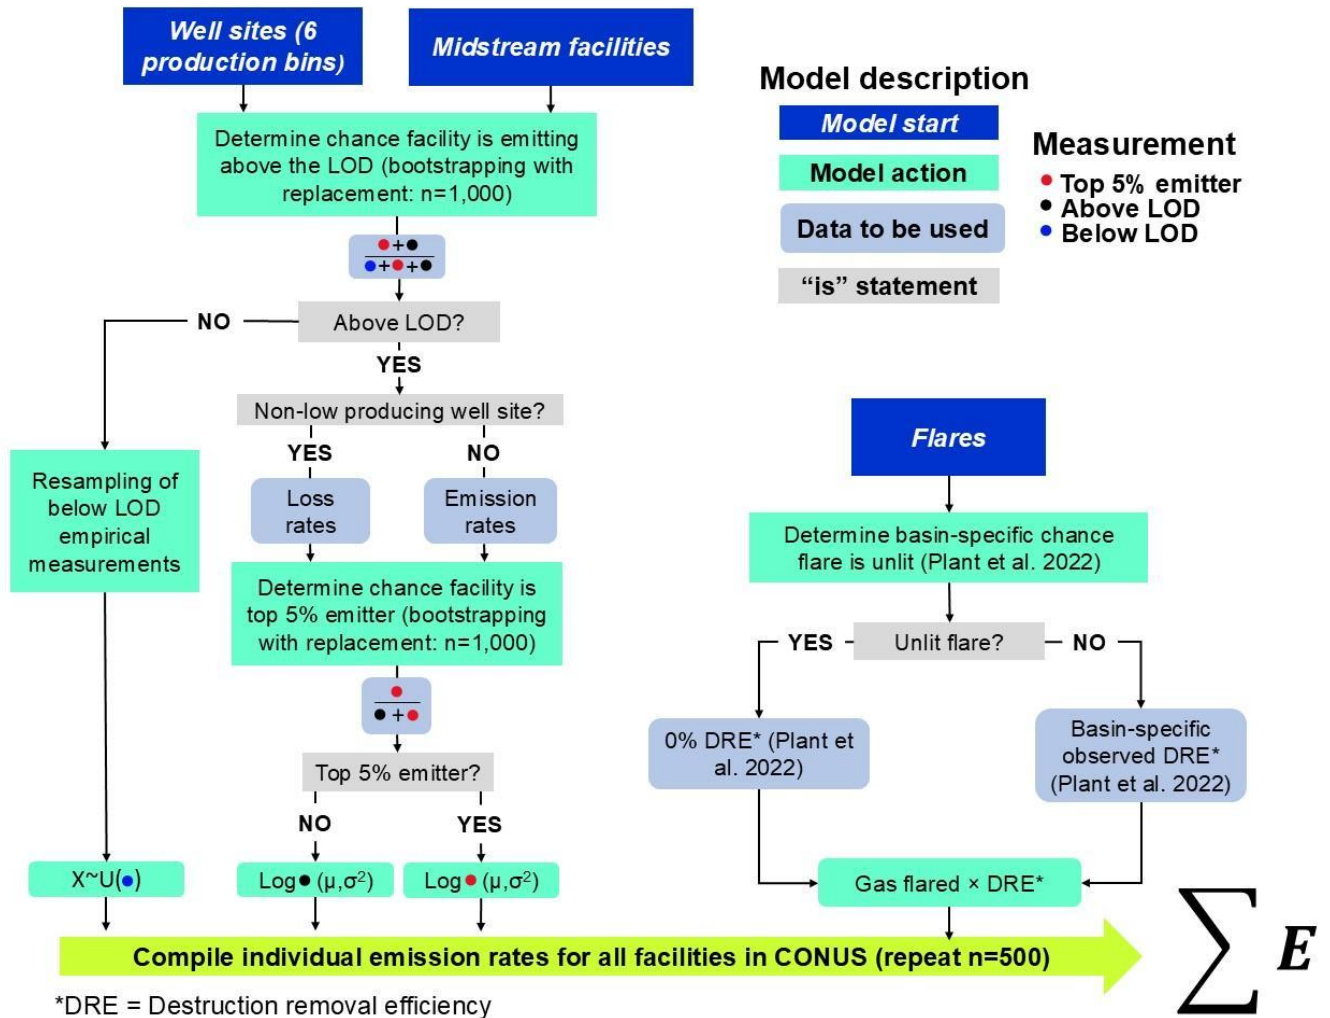 Well sites (6
production bins)
Midstream facilities
Model description
Model start
Model action
Data to be used
“is” statement
Measurement
Top 5% emitter
Above LOD
Below LOD
Determine chance facility is emitting
above the LOD (bootstrapping with
replacement: n=1,000)
●+●
●+●+●
Above LOD?
NO
YES
Non-low producing well site?
YES
NO
Loss
rates
Emission
rates
Resampling of
below LOD
empirical
measurements
Determine chance facility is
top 5% emitter (bootstrapping
with replacement: n=1,000)
●
● + ●
Top 5% emitter?
NO
YES
X~U(●)
Log● (μ,σ²)
Log● (μ,σ²)
Flares
Determine basin-specific chance
flare is unlit (Plant et al. 2022)
YES
Unlit flare?
NO
0% DRE* (Plant et
al. 2022)
Basin-specific
observed DRE*
(Plant et al. 2022)
Gas flared × DRE*
Compile individual emission rates for all facilities in CONUS (repeat n=500)
∑ E
*DRE = Destruction removal efficiency